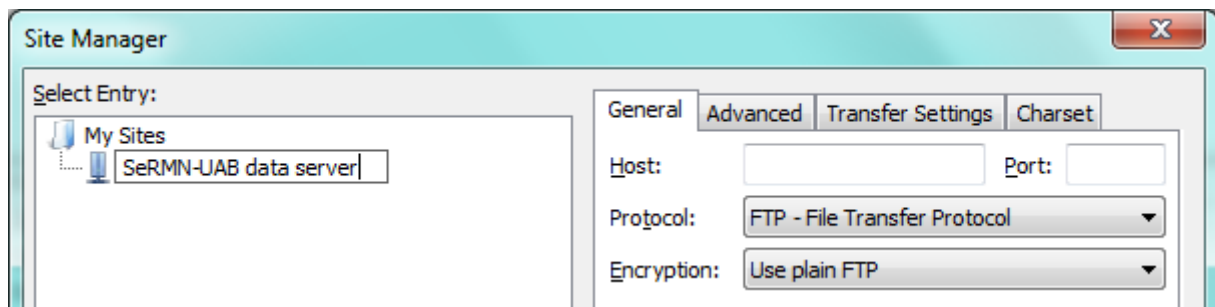 Site Manager
Select Entry:
My Sites
SeRMN-UAB data server
General Advanced Transfer Settings Charset
Host: Port:
Protocol: FTP - File Transfer Protocol
Encryption: Use plain FTP